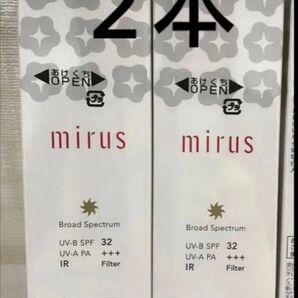 2本
◀あけくち▶
OPEN
mirus
Broad Spectrum
UV-B SPF 32
UV-A PA +++
IR Filter
◀あけくち▶
OPEN
mirus
Broad Spectrum
UV-B SPF 32
UV-A PA +++
IR Filter